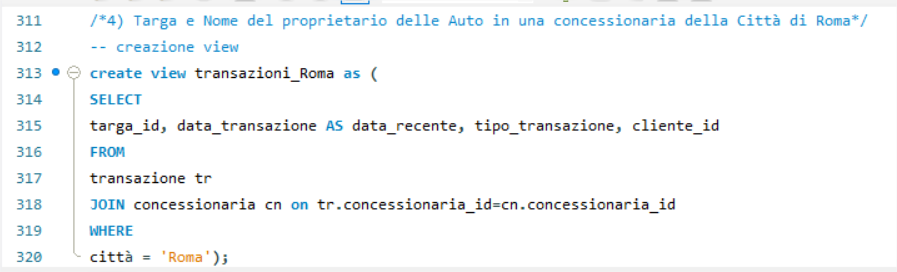 311 /*4) Targa e Nome del proprietario delle Auto in una concessionaria della Città di Roma*/
312 -- creazione view
313 create view transazioni_Roma as (
314 SELECT
315 targa_id, data_transazione AS data_recente, tipo_transazione, cliente_id
316 FROM
317 transazione tr
318 JOIN concessionaria cn on tr.concessionaria_id=cn.concessionaria_id
319 WHERE
320 città = 'Roma');